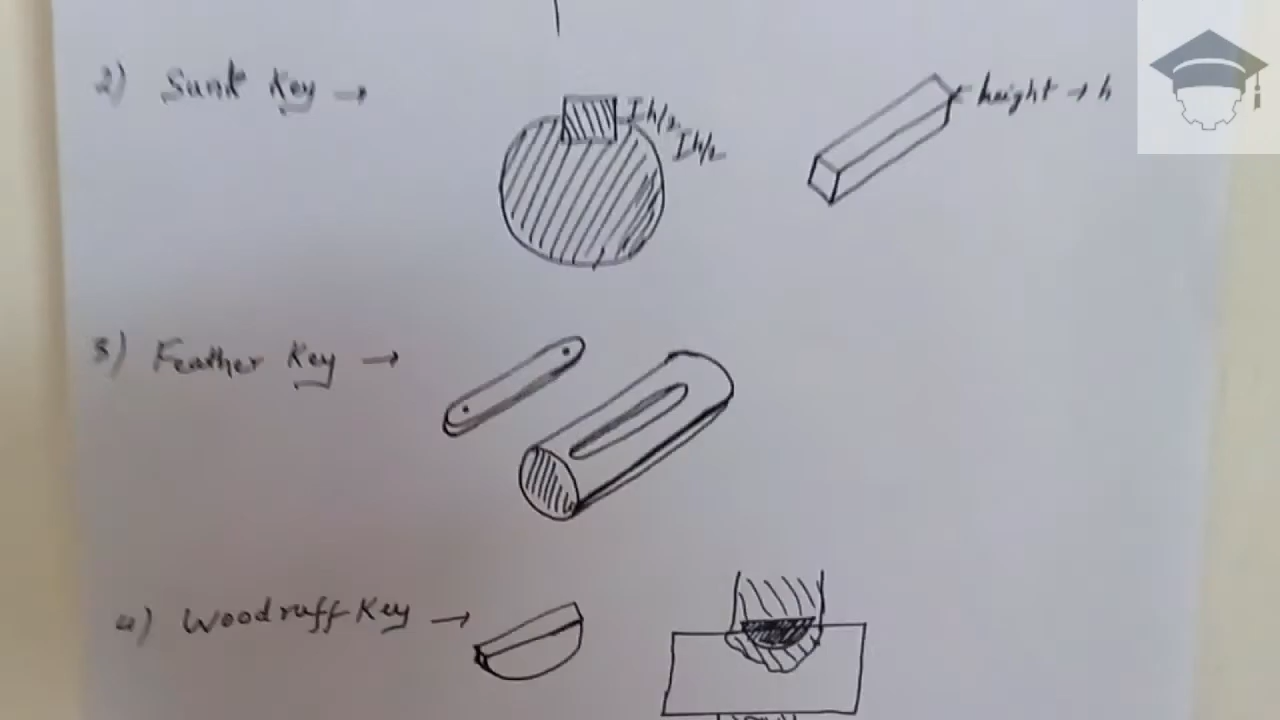 2) Sunk Key →
h/2
h/2
height → h
3) Feather Key →
4) Woodruff Key →